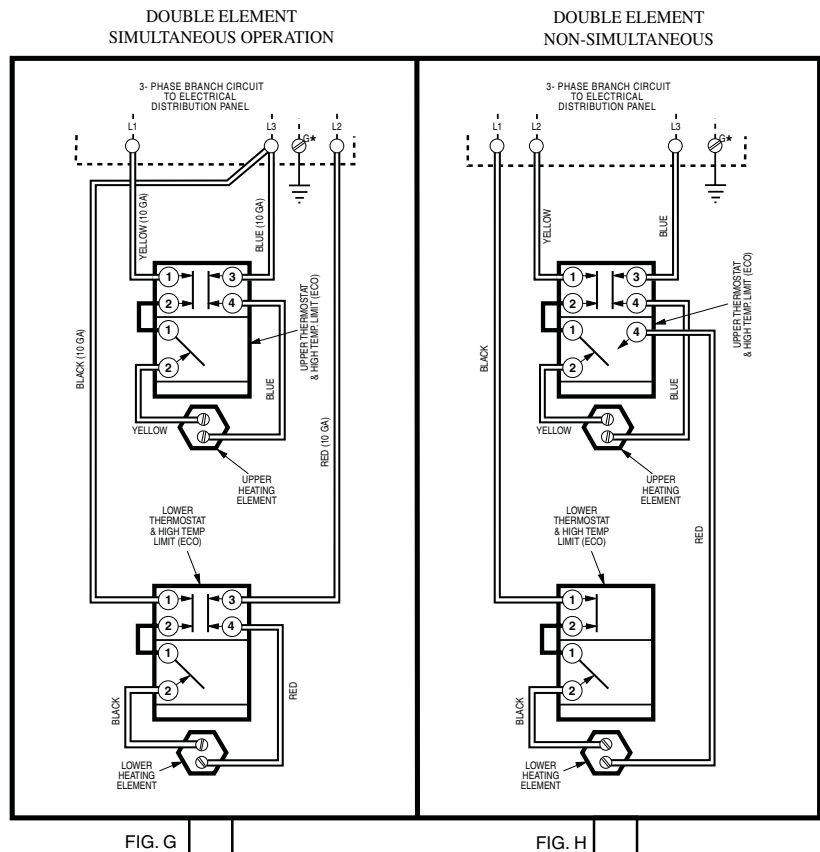 DOUBLE ELEMENT
SIMULTANEOUS OPERATION
3- PHASE BRANCH CIRCUIT
TO ELECTRICAL
DISTRIBUTION PANEL
L1
L3
G*
L2
YELLOW (10 GA)
BLUE (10 GA)
BLACK (10 GA)
1
3
2
4
1
2
UPPER THERMOSTAT
& HIGH TEMP. LIMIT (ECO)
BLUE
RED (10 GA)
YELLOW
UPPER
HEATING
ELEMENT
LOWER
THERMOSTAT
& HIGH TEMP
LIMIT (ECO)
1
3
2
4
1
2
BLACK
RED
LOWER
HEATING
ELEMENT
FIG. G
DOUBLE ELEMENT
NON-SIMULTANEOUS
3- PHASE BRANCH CIRCUIT
TO ELECTRICAL
DISTRIBUTION PANEL
L1
L2
L3
G*
YELLOW
BLUE
BLACK
1
3
2
4
1
4
2
UPPER THERMOSTAT
& HIGH TEMP. LIMIT (ECO)
BLUE
YELLOW
UPPER
HEATING
ELEMENT
RED
LOWER
THERMOSTAT
& HIGH TEMP
LIMIT (ECO)
1
2
1
2
BLACK
LOWER
HEATING
ELEMENT
FIG. H